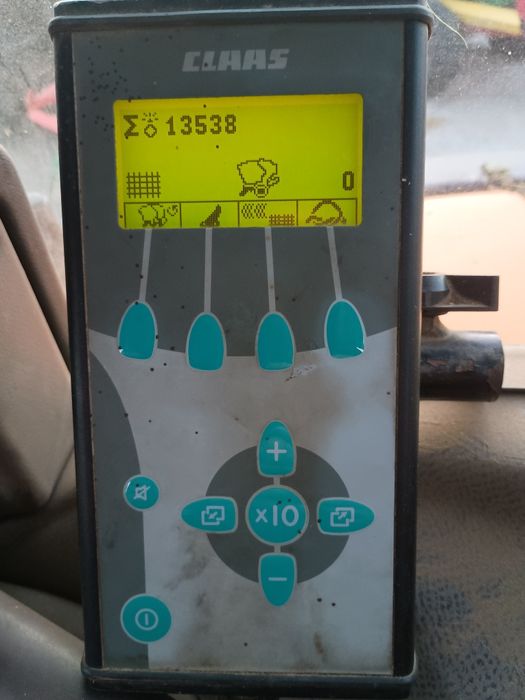 CLAAS
Σ 13538
0
+
x10
−